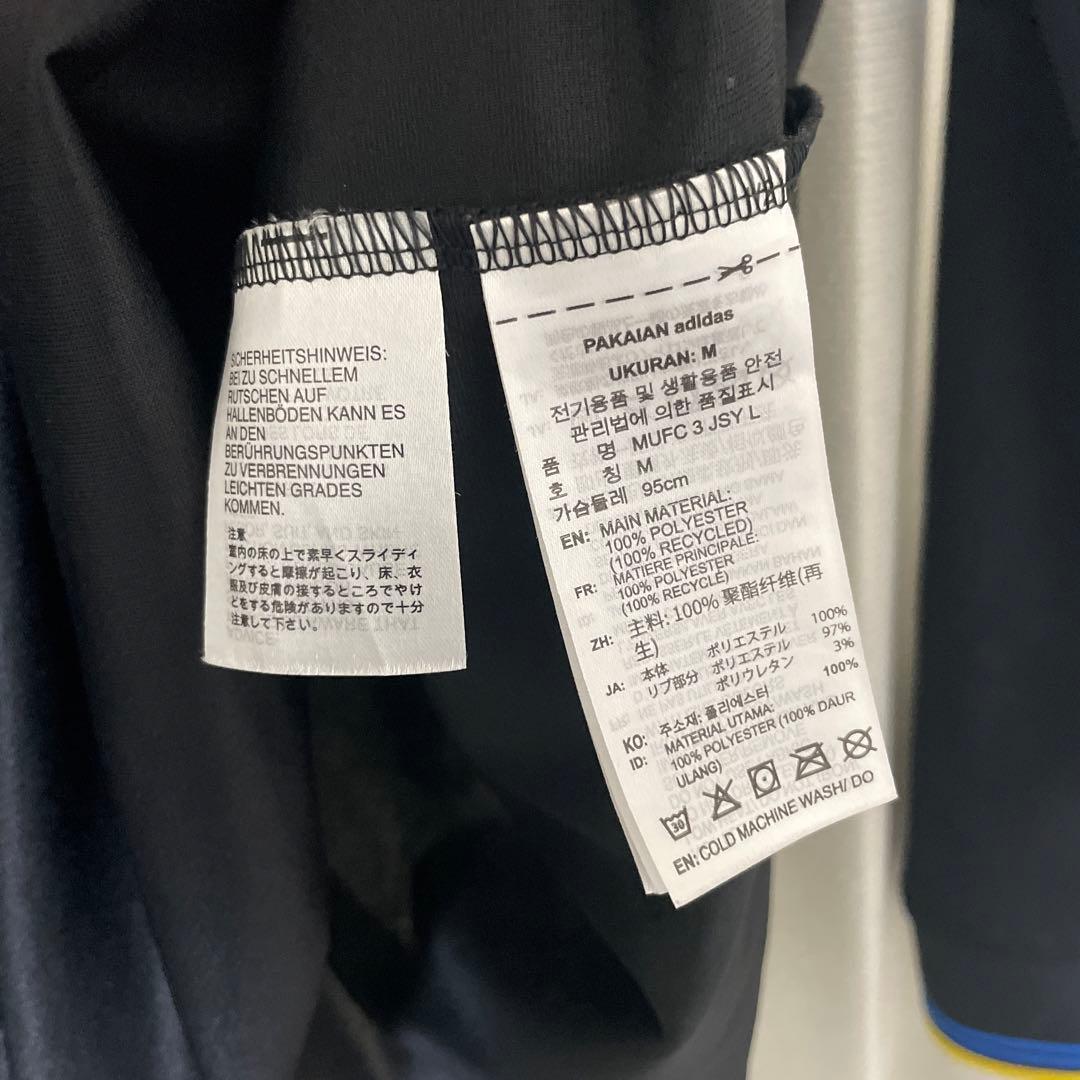 SCHERHEITSHINWEIS:
BEI ZU SCHNELLEM
RUTSCHEN AUF
HALLENBÖDEN KANN ES
AN DEN
BERÜHRUNGSPUNKTEN
ZU VERBRENNUNGEN
LEICHTEN GRADES
KOMMEN.
注意
室内の床の上で素早くスライディ
ングすると摩擦が起こり、床、衣
服及び皮膚の接するところでやけ
どをする危険がありますので十分
注意して下さい。
PAKAIAN adidas
UKURAN: M
전기용품 및 생활용품 안전
관리법에 의한 품질표시
품 명 MUFC 3 JSY L
호 칭 M
가슴둘레 95cm
EN: MAIN MATERIAL:
100% POLYESTER
(100% RECYCLED)
FR: MATIERE PRINCIPALE:
100% POLYESTER
(100% RECYCLE)
ZH: 主料: 100% 聚酯纤维(再
生)
JA: 本体 ポリエステル 100%
リブ部分 ポリエステル 97%
ポリウレタン 3%
KO: 주소재: 폴리에스터 100%
ID: MATERIAL UTAMA:
100% POLYESTER (100% DAUR
ULANG)
30
EN: COLD MACHINE WASH/ DO